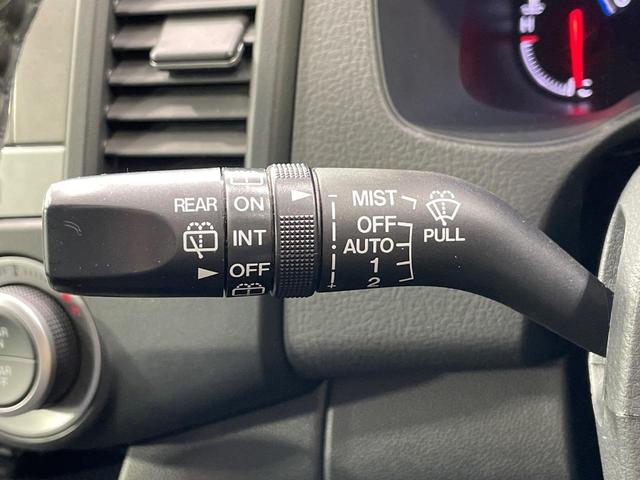 REAR
ON
INT
OFF
MIST
OFF
AUTO
1
2
PULL
H
C